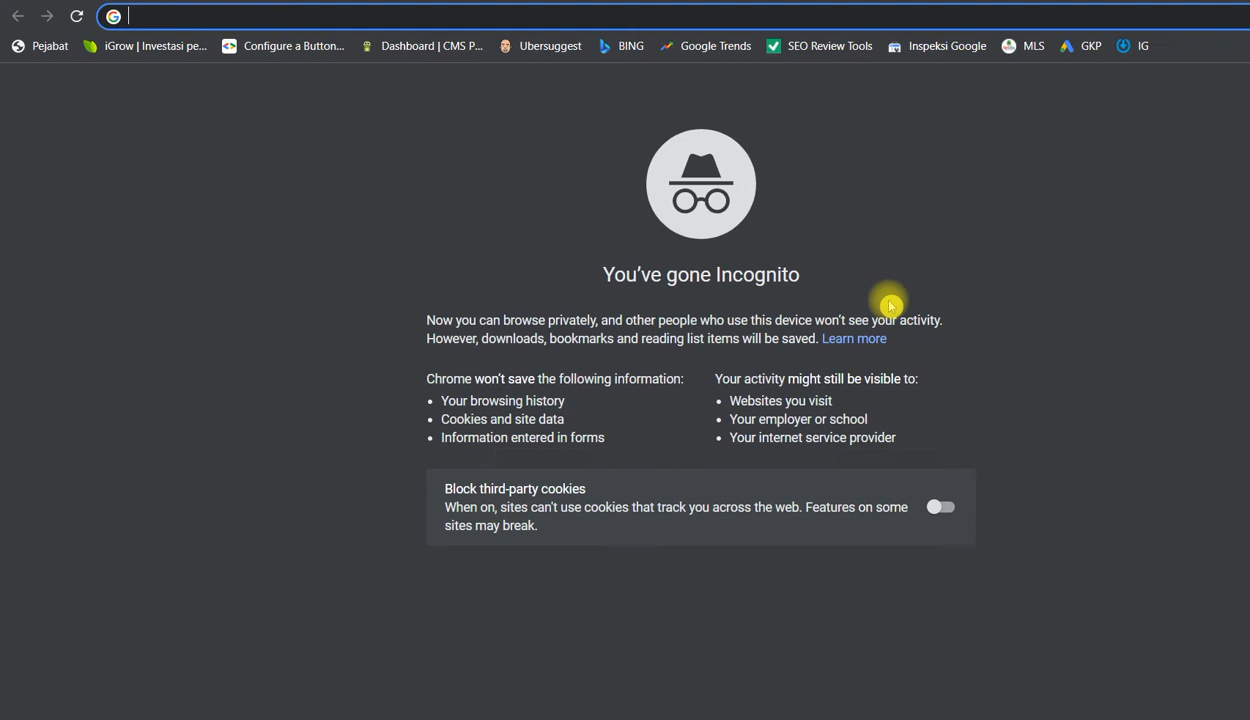 Pejabat iGrow | Investasi pe... Configure a Button... Dashboard | CMS P... Ubersuggest BING Google Trends SEO Review Tools Inspeksi Google MLS GKP IG
You've gone Incognito
Now you can browse privately, and other people who use this device won't see your activity.
However, downloads, bookmarks and reading list items will be saved. Learn more
Chrome won't save the following information:
• Your browsing history
• Cookies and site data
• Information entered in forms
Your activity might still be visible to:
• Websites you visit
• Your employer or school
• Your internet service provider
Block third-party cookies
When on, sites can't use cookies that track you across the web. Features on some
sites may break.